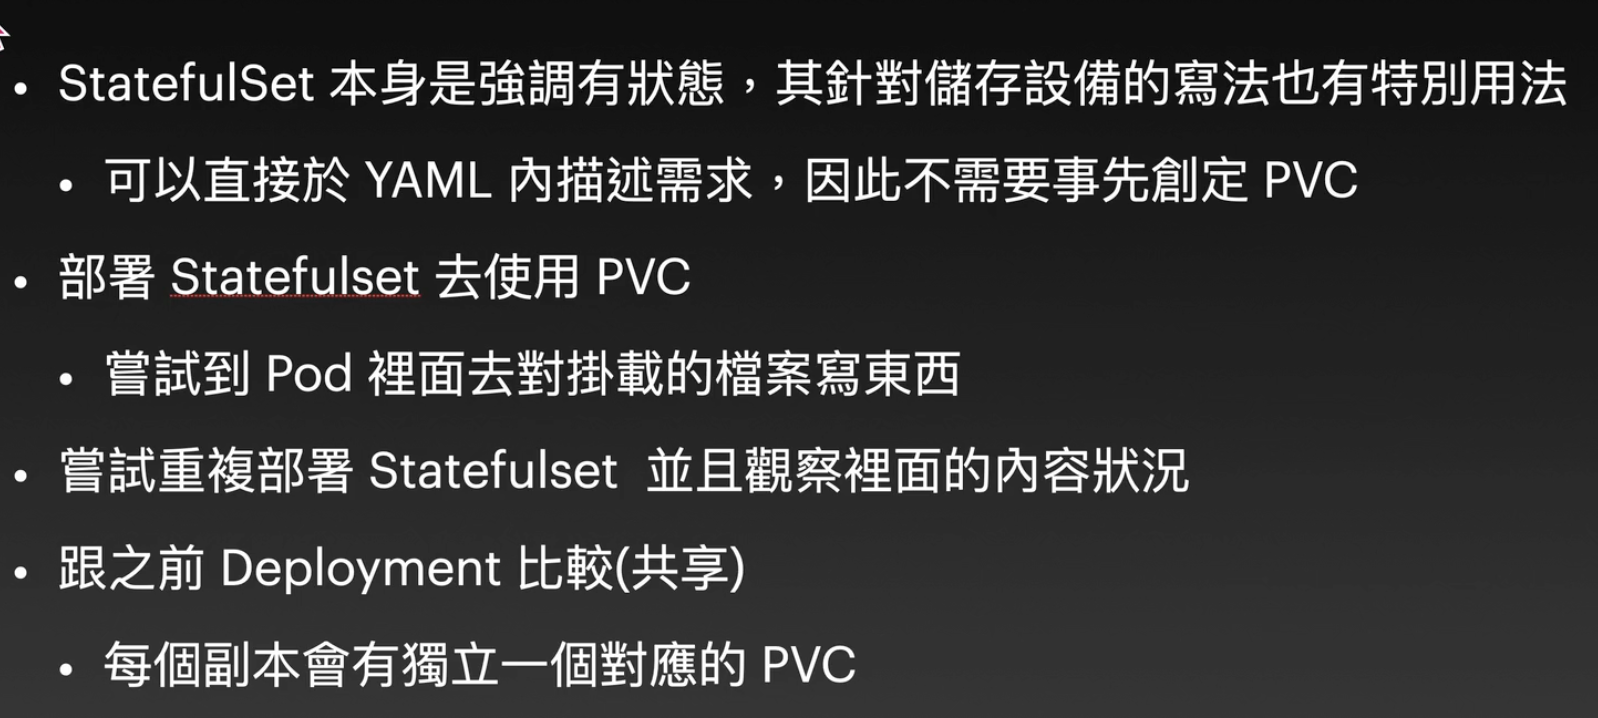 • StatefulSet 本身是強調有狀態，其針對儲存設備的寫法也有特別用法
• 可以直接於 YAML 內描述需求，因此不需要事先創定 PVC
• 部署 Statefulset 去使用 PVC
• 嘗試到 Pod 裡面去對掛載的檔案寫東西
• 嘗試重複部署 Statefulset 並且觀察裡面的內容狀況
• 跟之前 Deployment 比較(共享)
• 每個副本會有獨立一個對應的 PVC